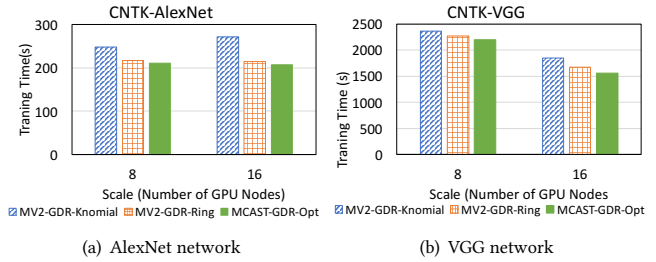 CNTK-AlexNet
Traning Time(s)
300
200
100
0
8
16
Scale (Number of GPU Nodes)
MV2-GDR-Knomial MV2-GDR-Ring MCAST-GDR-Opt
(a) AlexNet network
CNTK-VGG
Traning Time (s)
2500
2000
1500
1000
500
0
8
16
Scale (Number of GPU Nodes
MV2-GDR-Knomial MV2-GDR-Ring MCAST-GDR-Opt
(b) VGG network